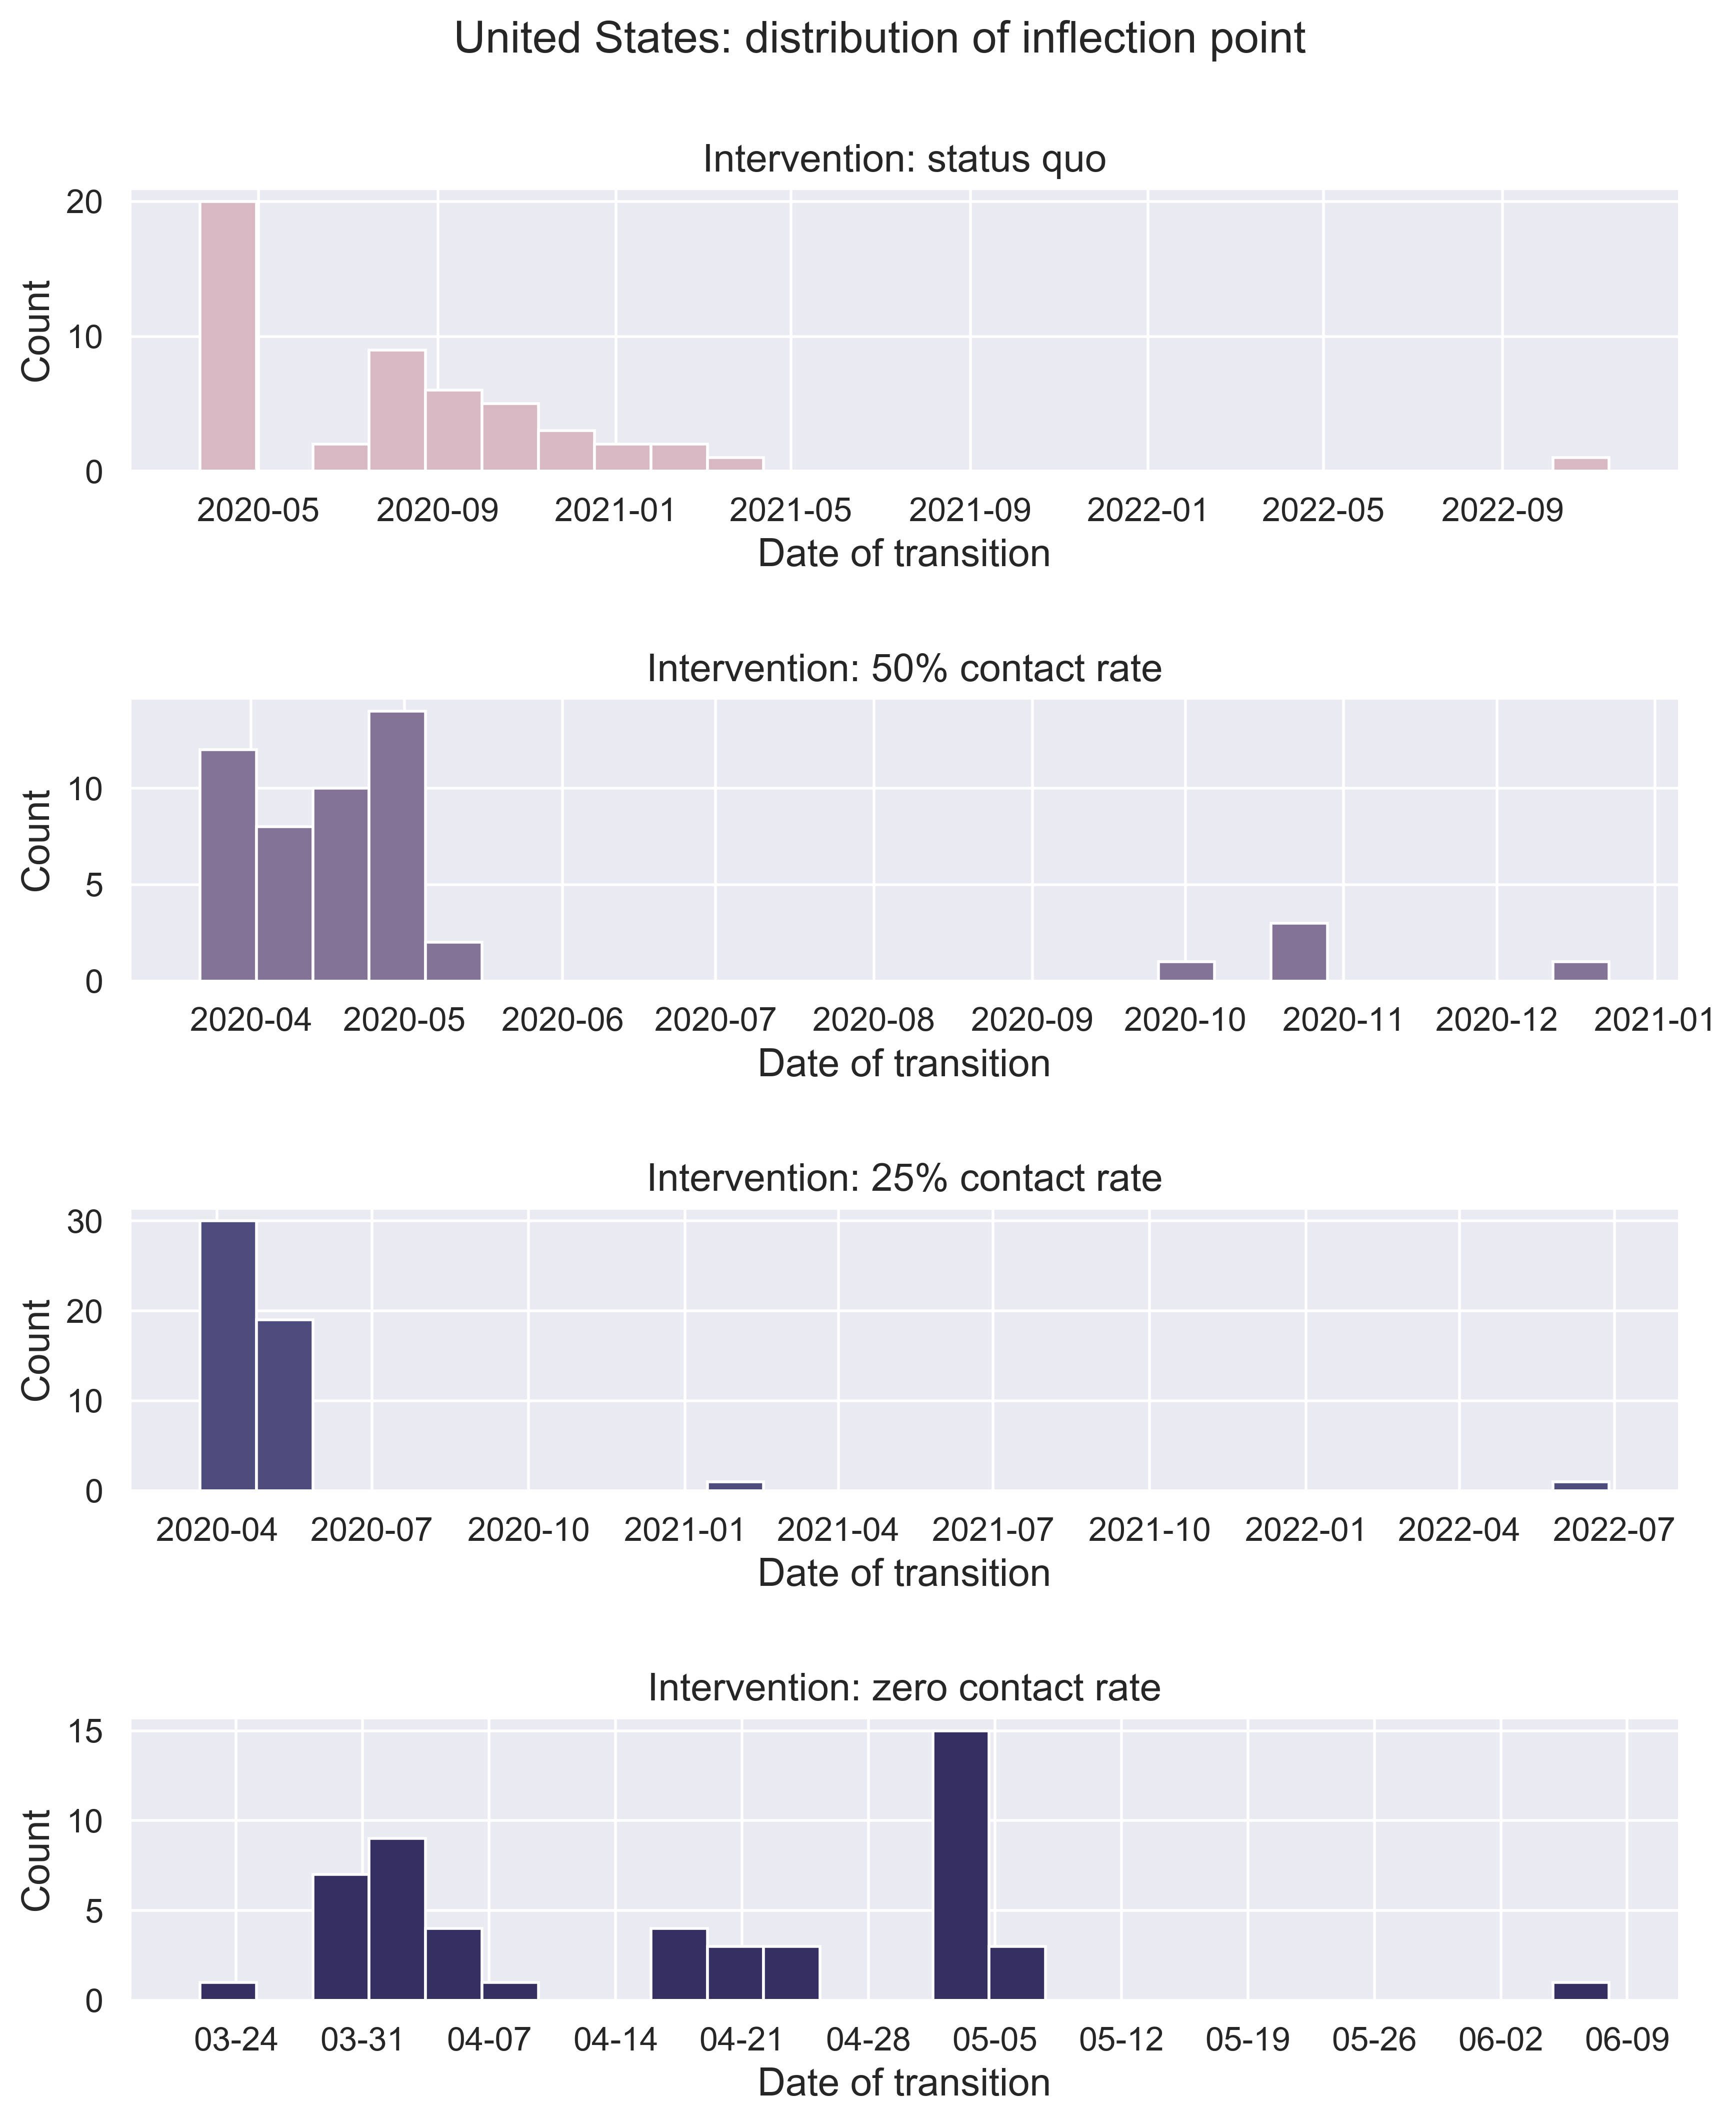 United States: distribution of inflection point
Intervention: status quo
20
10
0
Count
2020-05 2020-09 2021-01 2021-05 2021-09 2022-01 2022-05 2022-09
Date of transition
Intervention: 50% contact rate
10
5
0
Count
2020-04 2020-05 2020-06 2020-07 2020-08 2020-09 2020-10 2020-11 2020-12 2021-01
Date of transition
Intervention: 25% contact rate
30
20
10
0
Count
2020-04 2020-07 2020-10 2021-01 2021-04 2021-07 2021-10 2022-01 2022-04 2022-07
Date of transition
Intervention: zero contact rate
15
10
5
0
Count
03-24 03-31 04-07 04-14 04-21 04-28 05-05 05-12 05-19 05-26 06-02 06-09
Date of transition